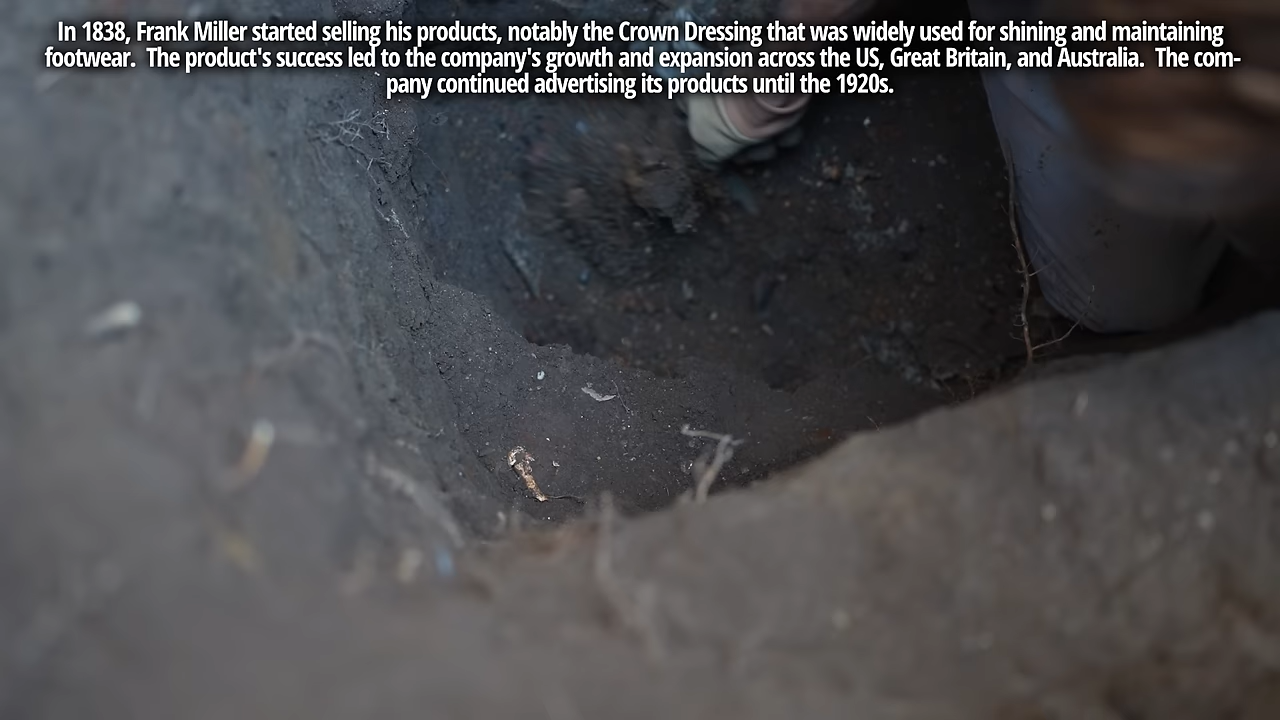 In 1838, Frank Miller started selling his products, notably the Crown Dressing that was widely used for shining and maintaining
footwear.  The product's success led to the company's growth and expansion across the US, Great Britain, and Australia.  The com-
pany continued advertising its products until the 1920s.